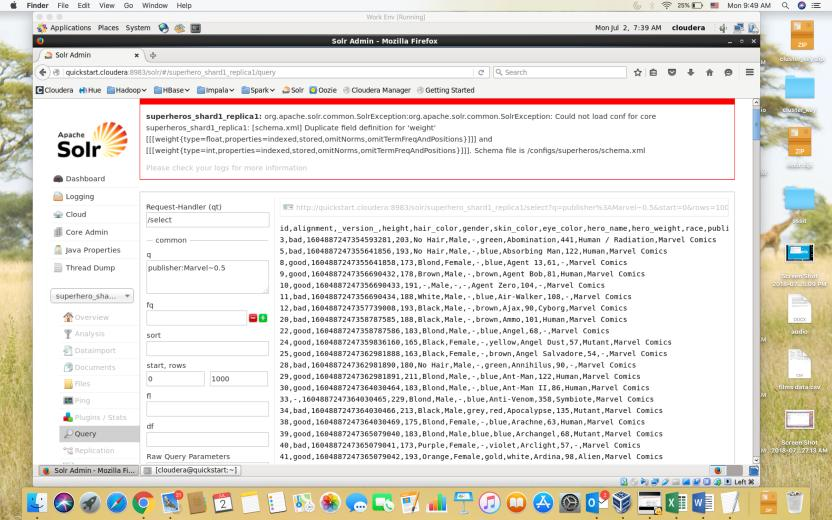 Finder File Edit View Go Window Help 25% Mon 9:49 AM
Work Env [Running]
Applications Places System Mon Jul 2, 7:39 AM cloudera
Solr Admin - Mozilla Firefox
Solr Admin
quickstart.cloudera:8983/solr/#/superhero_shard1_replica1/query Search
Cloudera Hue Hadoop HBase Impala Spark Solr Oozie Cloudera Manager Getting Started
superheros_shard1_replica1: org.apache.solr.common.SolrException:org.apache.solr.common.SolrException: Could not load conf for core
superheros_shard1_replica1: [schema.xml] Duplicate field definition for 'weight'
[[[weight{type=float,properties=indexed,stored,omitNorms,omitTermFreqAndPositions}]]] and
[[[weight{type=int,properties=indexed,stored,omitNorms,omitTermFreqAndPositions}]]]. Schema file is /configs/superheros/schema.xml
Please check your logs for more information
Apache
Solr
Dashboard
Logging
Cloud
Core Admin
Java Properties
Thread Dump
superhero_sha...
Overview
Analysis
Dataimport
Documents
Files
Ping
Plugins / Stats
Query
Replication
Request-Handler (qt)
/select
common
q
publisher:Marvel~0.5
fq
sort
start, rows
0 1000
fl
df
Raw Query Parameters
http://quickstart.cloudera:8983/solr/superhero_shard1_replica1/select?q=publisher%3AMarvel~0.5&start=0&rows=100
id,alignment,_version_,height,hair_color,gender,skin_color,eye_color,hero_name,hero_weight,race,publi
3,bad,1604887247354593281,203,No Hair,Male,-,green,Abomination,441,Human / Radiation,Marvel Comics
5,bad,1604887247355641856,193,No Hair,Male,-,blue,Absorbing Man,122,Human,Marvel Comics
8,good,1604887247355641858,173,Blond,Female,-,blue,Agent 13,61,-,Marvel Comics
9,good,1604887247356690432,178,Brown,Male,-,brown,Agent Bob,81,Human,Marvel Comics
10,good,1604887247356690433,191,-,Male,-,-,Agent Zero,104,-,Marvel Comics
11,bad,1604887247356690434,188,White,Male,-,blue,Air-Walker,108,-,Marvel Comics
12,bad,1604887247357739008,193,Black,Male,-,brown,Ajax,90,Cyborg,Marvel Comics
20,bad,1604887247358787585,188,Black,Male,-,brown,Ammo,101,Human,Marvel Comics
22,good,1604887247358787586,183,Blond,Male,-,blue,Angel,68,-,Marvel Comics
24,good,1604887247359836160,165,Black,Female,-,yellow,Angel Dust,57,Mutant,Marvel Comics
25,good,1604887247362981888,163,Black,Female,-,brown,Angel Salvadore,54,-,Marvel Comics
28,bad,1604887247362981890,180,No Hair,Male,-,green,Annihilus,90,-,Marvel Comics
29,good,1604887247362981891,211,Blond,Male,-,blue,Ant-Man,122,Human,Marvel Comics
30,good,1604887247364030464,183,Blond,Male,-,blue,Ant-Man II,86,Human,Marvel Comics
33,-,1604887247364030465,229,Blond,Male,-,blue,Anti-Venom,358,Symbiote,Marvel Comics
34,bad,1604887247364030466,213,Black,Male,grey,red,Apocalypse,135,Mutant,Marvel Comics
38,good,1604887247364030469,175,Blond,Female,-,blue,Arachne,63,Human,Marvel Comics
39,good,1604887247365079040,183,Blond,Male,blue,blue,Archangel,68,Mutant,Marvel Comics
40,bad,1604887247365079041,173,Purple,Female,-,violet,Arclight,57,-,Marvel Comics
41,good,1604887247365079042,193,Orange,Female,gold,white,Ardina,98,Alien,Marvel Comics
Solr Admin - Mozilla Fi... [cloudera@quickstart:~]
Left ⌘
ZIP
ZIP
Screen Shot
DOCX
audio
films data.csv
Screen Shot
JUL
2
ZIP